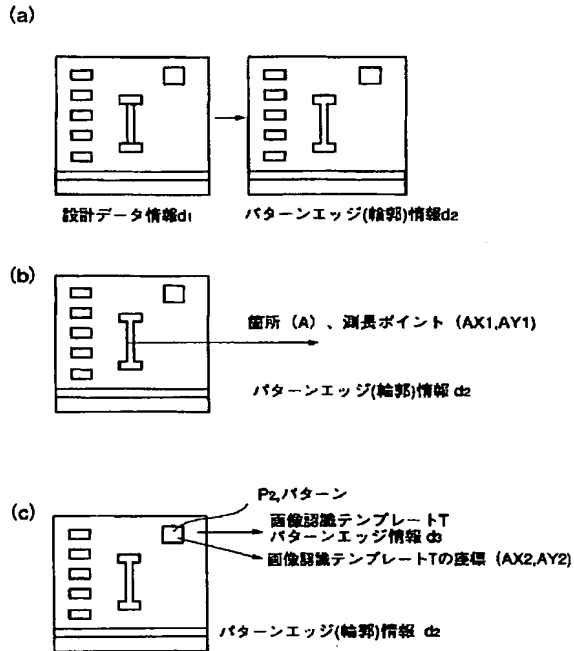 (a)
設計データ情報d1
パターンエッジ(輪郭)情報d2
(b)
箇所（A）、測長ポイント（AX1,AY1)
パターンエッジ(輪郭)情報 d2
(c)
P2,パターン
画像認識テンプレートT
パターンエッジ情報 d3
画像認識テンプレートTの座標（AX2,AY2)
パターンエッジ(輪郭)情報 d2